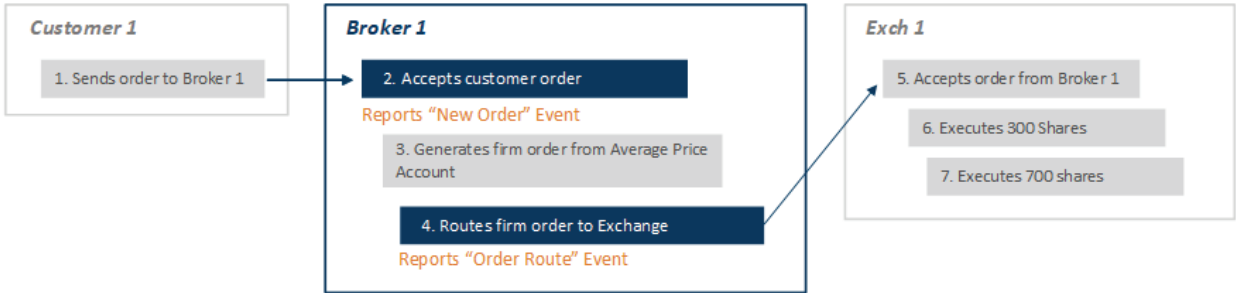 Customer 1
1. Sends order to Broker 1
Broker 1
2. Accepts customer order
Reports “New Order” Event
3. Generates firm order from Average Price
Account
4. Routes firm order to Exchange
Reports “Order Route” Event
Exch 1
5. Accepts order from Broker 1
6. Executes 300 Shares
7. Executes 700 shares